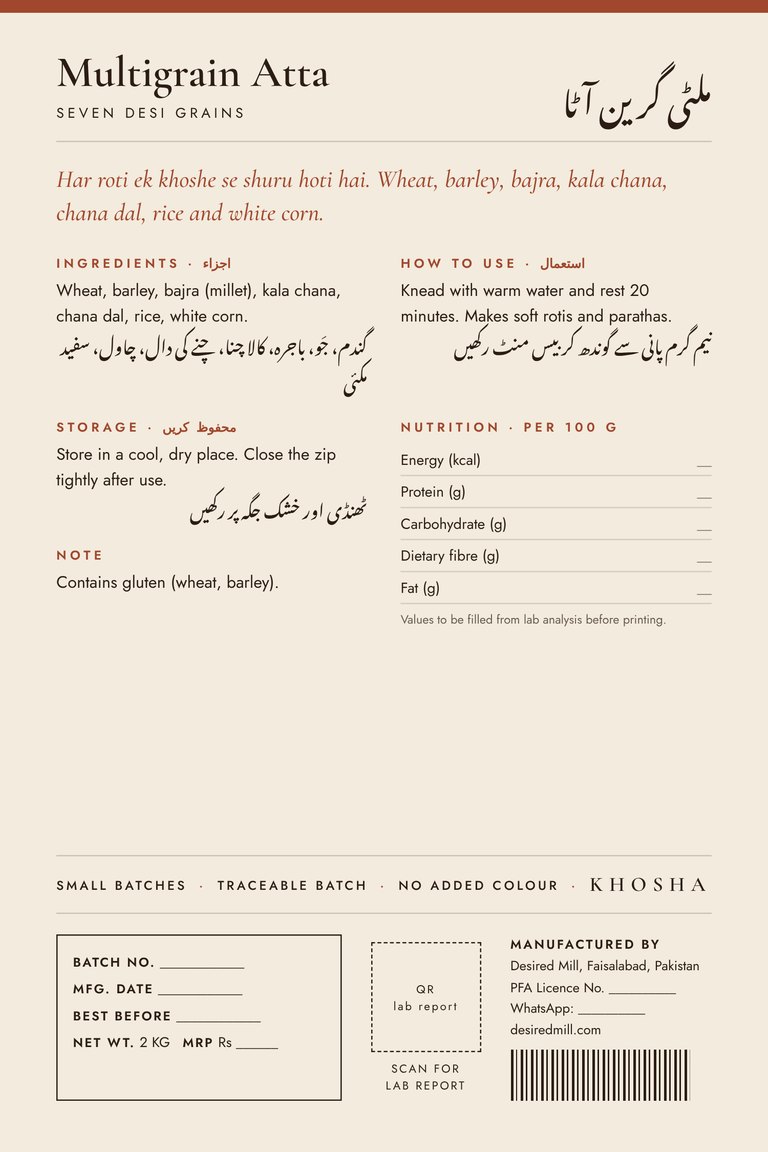 Multigrain Atta
SEVEN DESI GRAINS
ملٹی گرین آٹا
Har roti ek khoshe se shuru hoti hai. Wheat, barley, bajra, kala chana,
chana dal, rice and white corn.
INGREDIENTS · اجزاء
Wheat, barley, bajra (millet), kala chana,
chana dal, rice, white corn.
گندم، جَو، باجرہ، کالا چنا، چنے کی دال، چاول، سفید
مکئی
HOW TO USE · استعمال
Knead with warm water and rest 20
minutes. Makes soft rotis and parathas.
نیم گرم پانی سے گوندھ کر بیس منٹ رکھیں
STORAGE · محفوظ کریں
Store in a cool, dry place. Close the zip
tightly after use.
ٹھنڈی اور خشک جگہ پر رکھیں
NOTE
Contains gluten (wheat, barley).
NUTRITION · PER 100 G
Energy (kcal) __
Protein (g) __
Carbohydrate (g) __
Dietary fibre (g) __
Fat (g) __
Values to be filled from lab analysis before printing.
SMALL BATCHES · TRACEABLE BATCH · NO ADDED COLOUR · KHOSHA
BATCH NO. ____________
MFG. DATE ____________
BEST BEFORE ____________
NET WT. 2 KG MRP Rs ______
QR
lab report
SCAN FOR
LAB REPORT
MANUFACTURED BY
Desired Mill, Faisalabad, Pakistan
PFA Licence No. __________
WhatsApp: __________
desiredmill.com